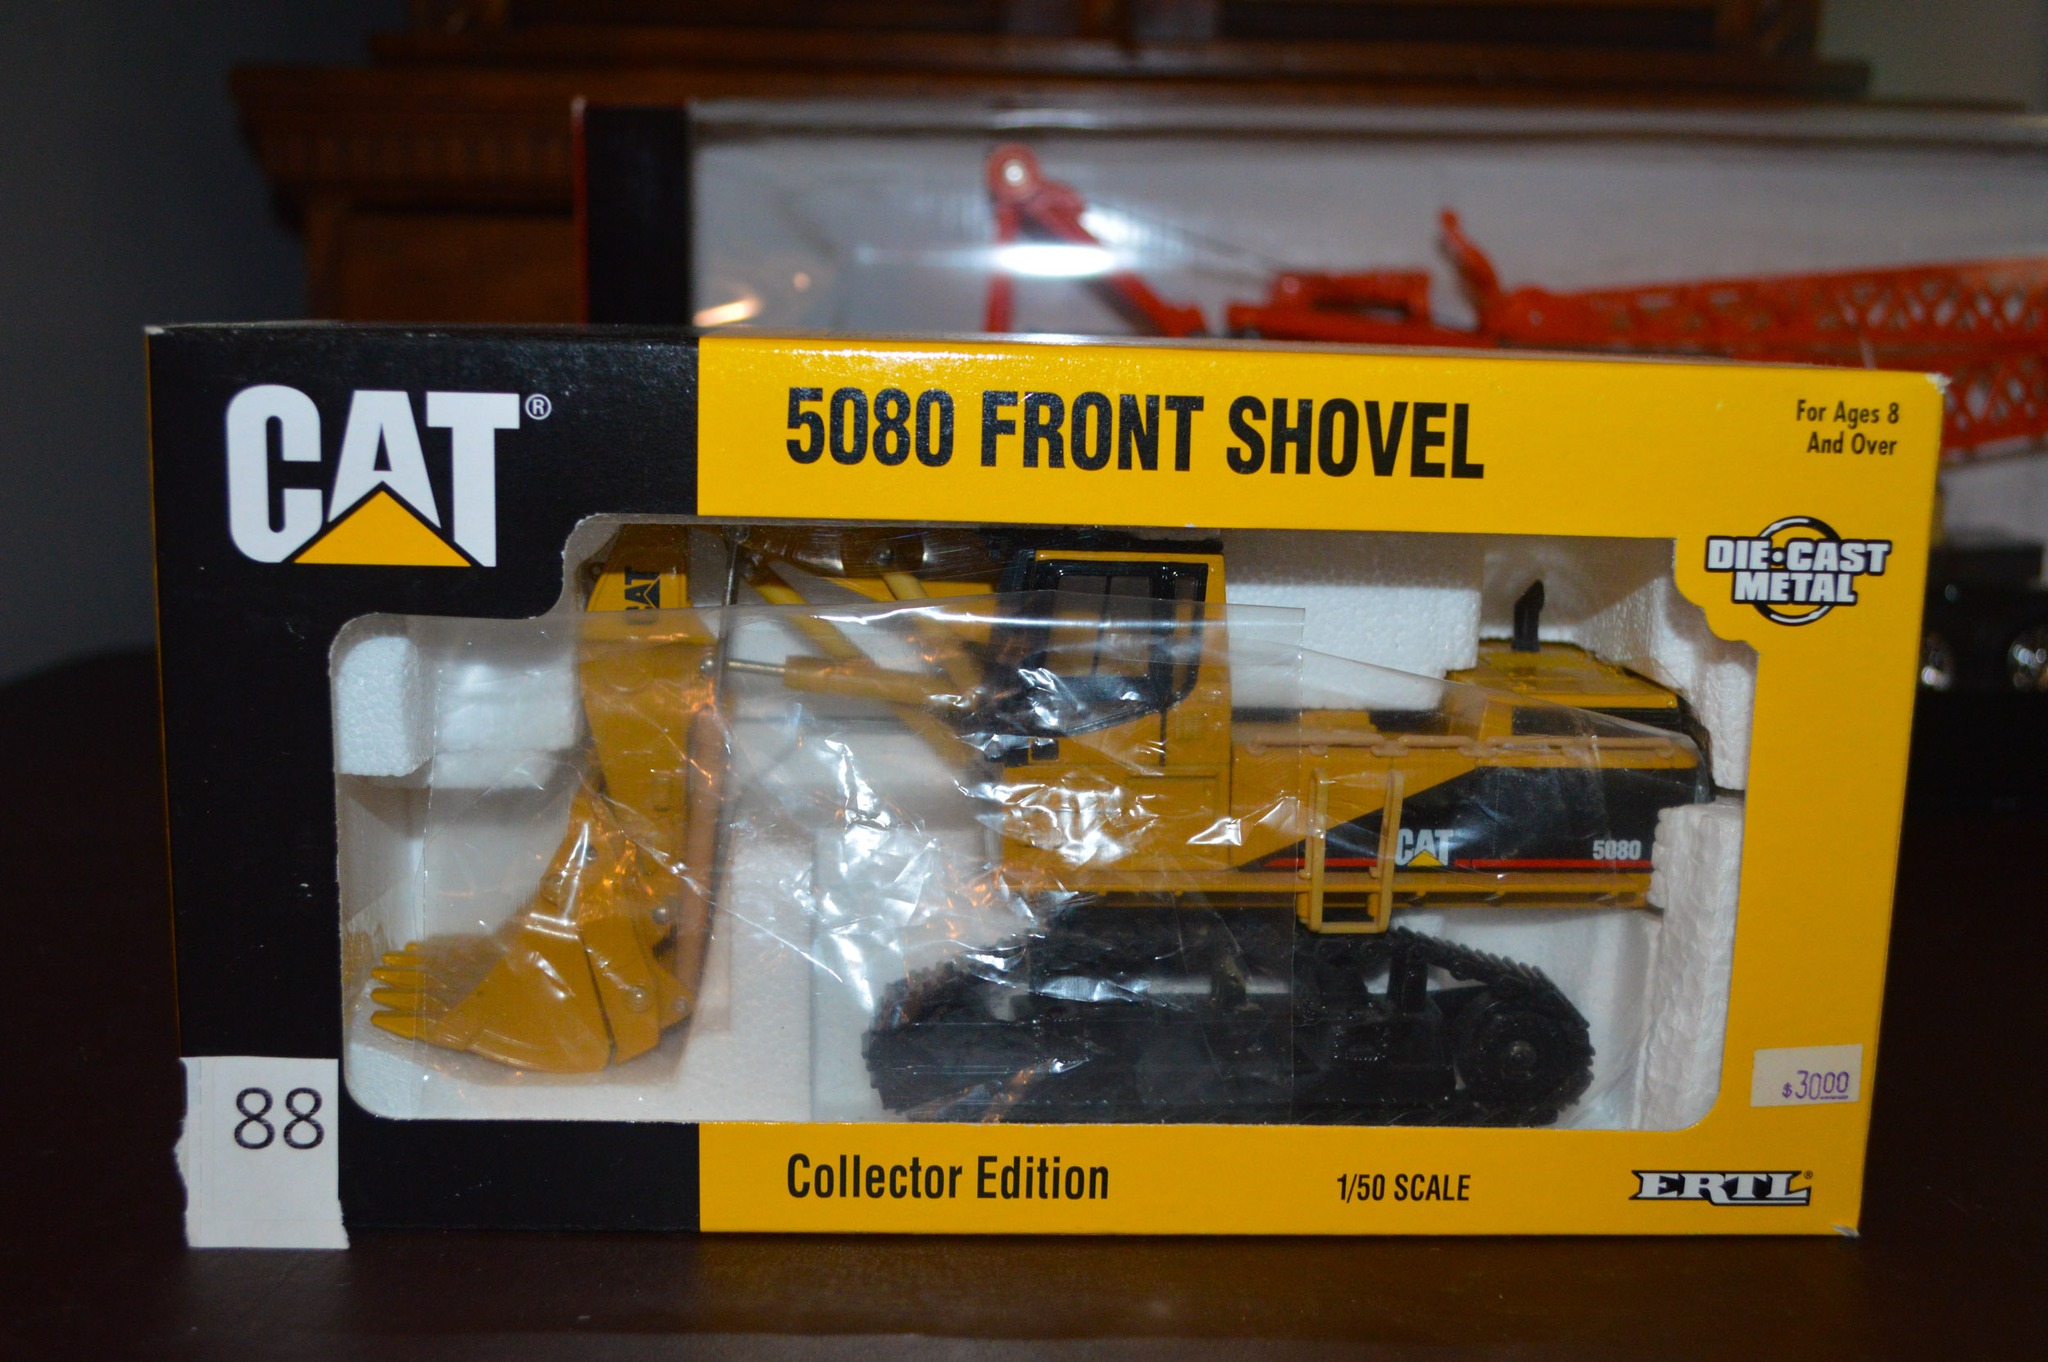 CAT®
5080 FRONT SHOVEL
For Ages 8
And Over
DIE•CAST
METAL
CAT
CAT
5080
$30.00
88
Collector Edition
1/50 SCALE
ERTL®